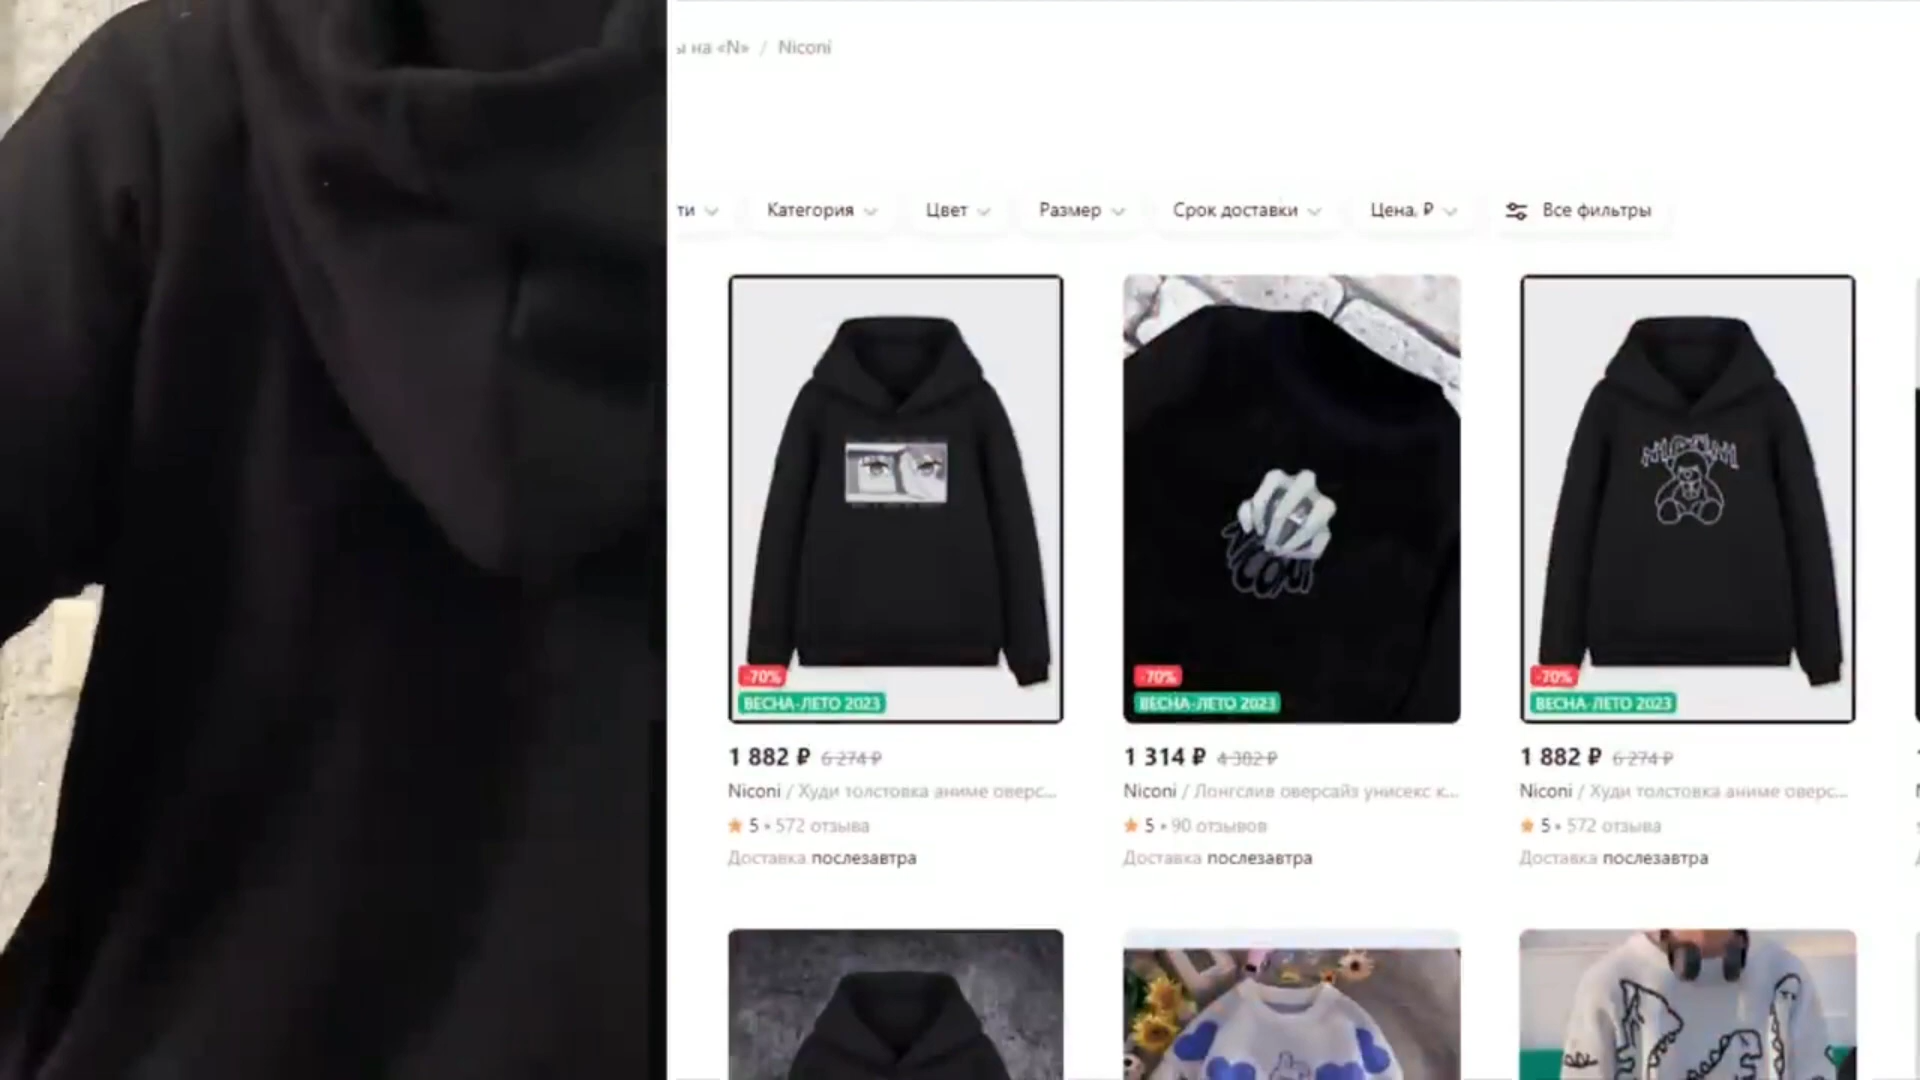 ы на «N» / Niconi
ти Категория Цвет Размер Срок доставки Цена, ₽ Все фильтры
NICONI
-70%
ВЕСНА-ЛЕТО 2023
-70%
ВЕСНА-ЛЕТО 2023
-70%
ВЕСНА-ЛЕТО 2023
1 882 ₽ 6 274 ₽
1 314 ₽ 4 382 ₽
1 882 ₽ 6 274 ₽
Niconi / Худи толстовка аниме оверс...
Niconi / Лонгслив оверсайз унисекс к...
Niconi / Худи толстовка аниме оверс...
5 • 572 отзыва
5 • 90 отзывов
5 • 572 отзыва
Доставка послезавтра
Доставка послезавтра
Доставка послезавтра